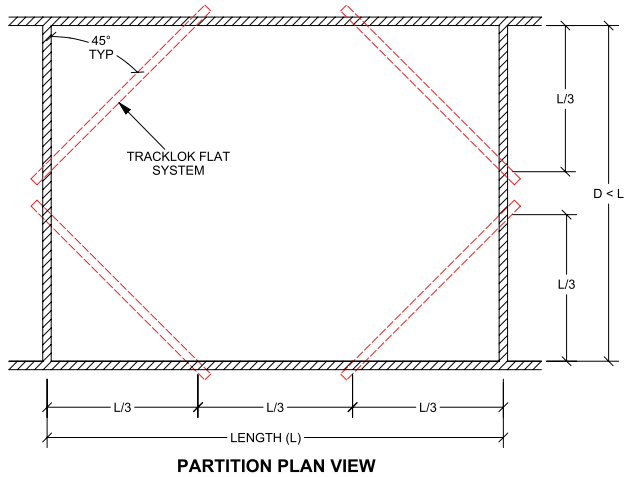 45°
TYP
TRACKLOK FLAT
SYSTEM
L/3
D < L
L/3
L/3
L/3
L/3
LENGTH (L)
PARTITION PLAN VIEW